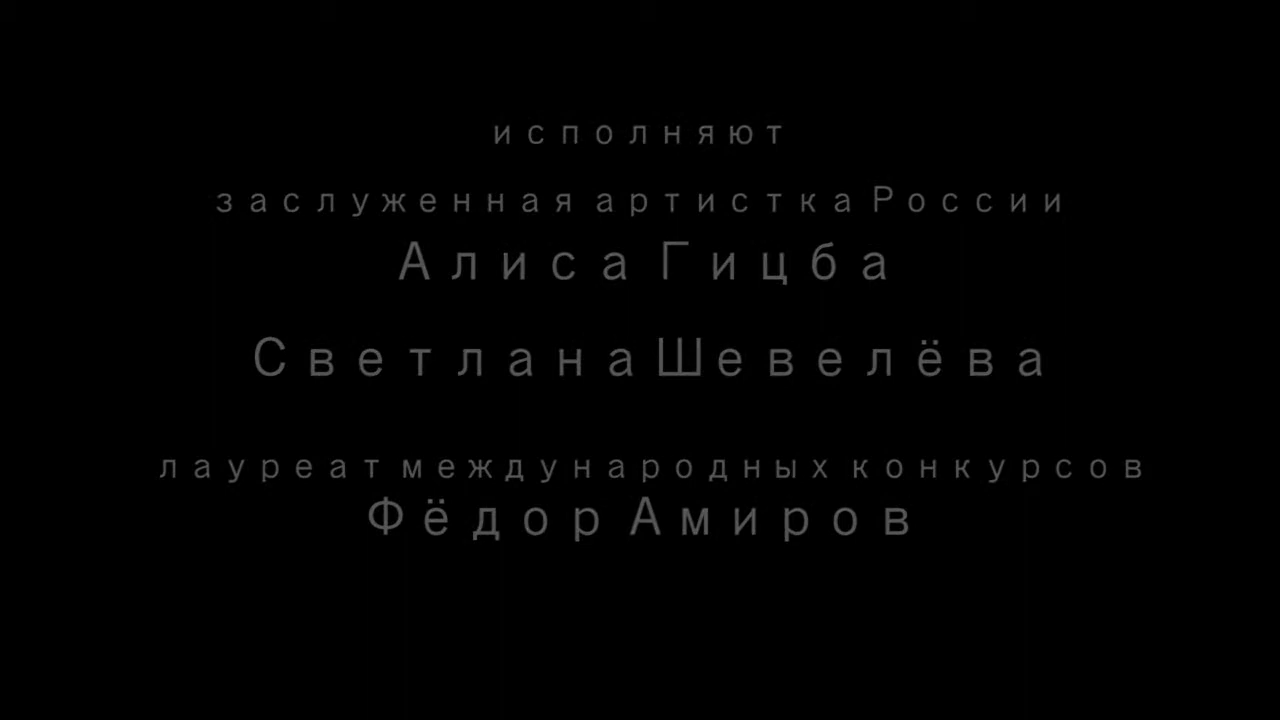 исполняют
заслуженная артистка России
Алиса Гицба
Светлана Шевелёва
лауреат международных конкурсов
Фёдор Амиров